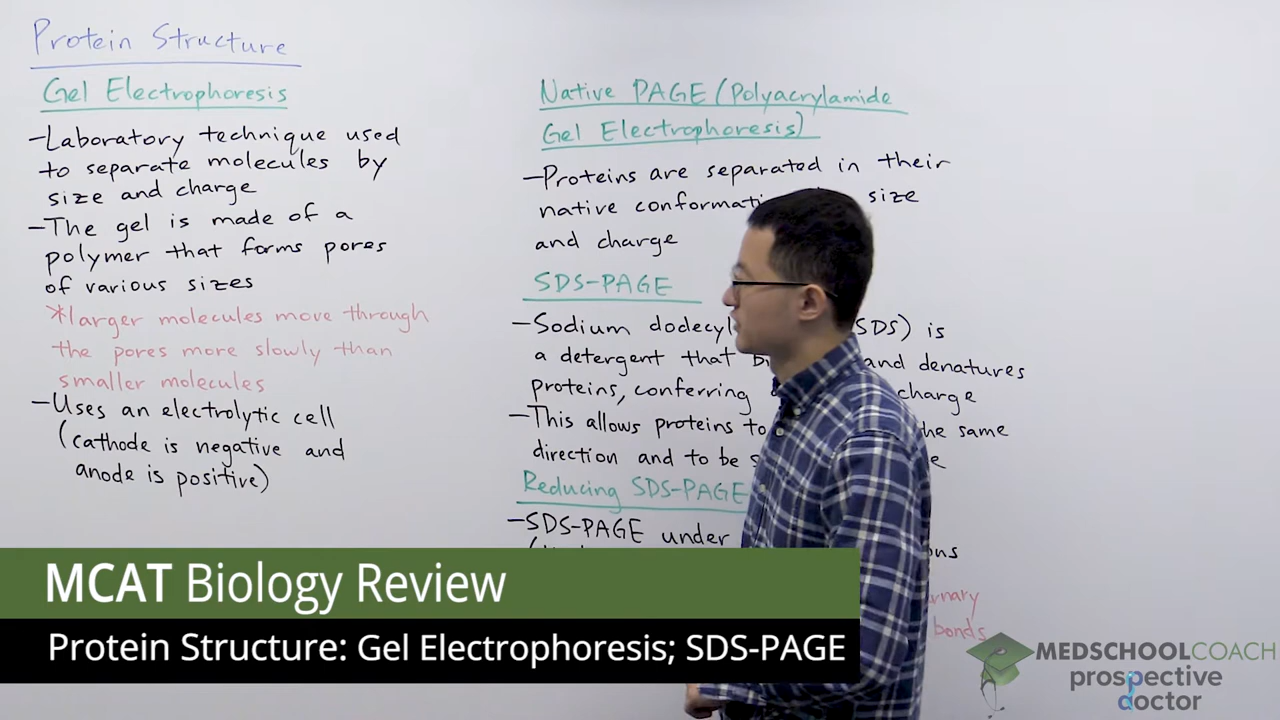 Protein Structure
Gel Electrophoresis
-Laboratory technique used
to separate molecules by
size and charge
-The gel is made of a
polymer that forms pores
of various sizes
*larger molecules move through
the pores more slowly than
smaller molecules
-Uses an electrolytic cell
(cathode is negative and
anode is positive)
Native PAGE (Polyacrylamide
Gel Electrophoresis)
-Proteins are separated in their
native size
and charge
SDS-PAGE
-Sodium (SDS) is
a detergent that and denatures
proteins, conferring charge
-This allows proteins to same
direction and to be
Reducing SDS-PAGE
-SDS-PAGE under
bonds
MCAT Biology Review
Protein Structure: Gel Electrophoresis; SDS-PAGE
MEDSCHOOLCOACH
prospective
doctor